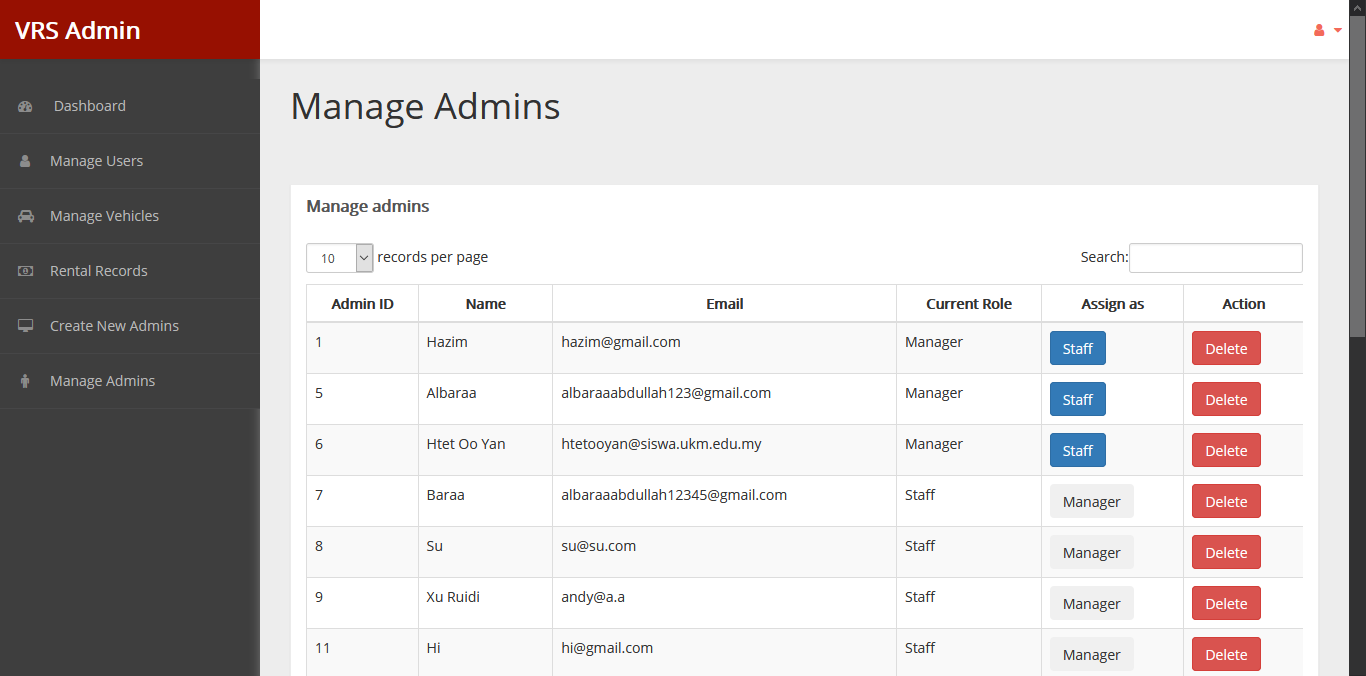 VRS Admin
Dashboard
Manage Users
Manage Vehicles
Rental Records
Create New Admins
Manage Admins
Manage Admins
Manage admins
10 records per page Search:
Admin ID Name Email Current Role Assign as Action
1 Hazim hazim@gmail.com Manager Staff Delete
5 Albaraa albaraaabdullah123@gmail.com Manager Staff Delete
6 Htet Oo Yan htetooyan@siswa.ukm.edu.my Manager Staff Delete
7 Baraa albaraaabdullah12345@gmail.com Staff Manager Delete
8 Su su@su.com Staff Manager Delete
9 Xu Ruidi andy@a.a Staff Manager Delete
11 Hi hi@gmail.com Staff Manager Delete